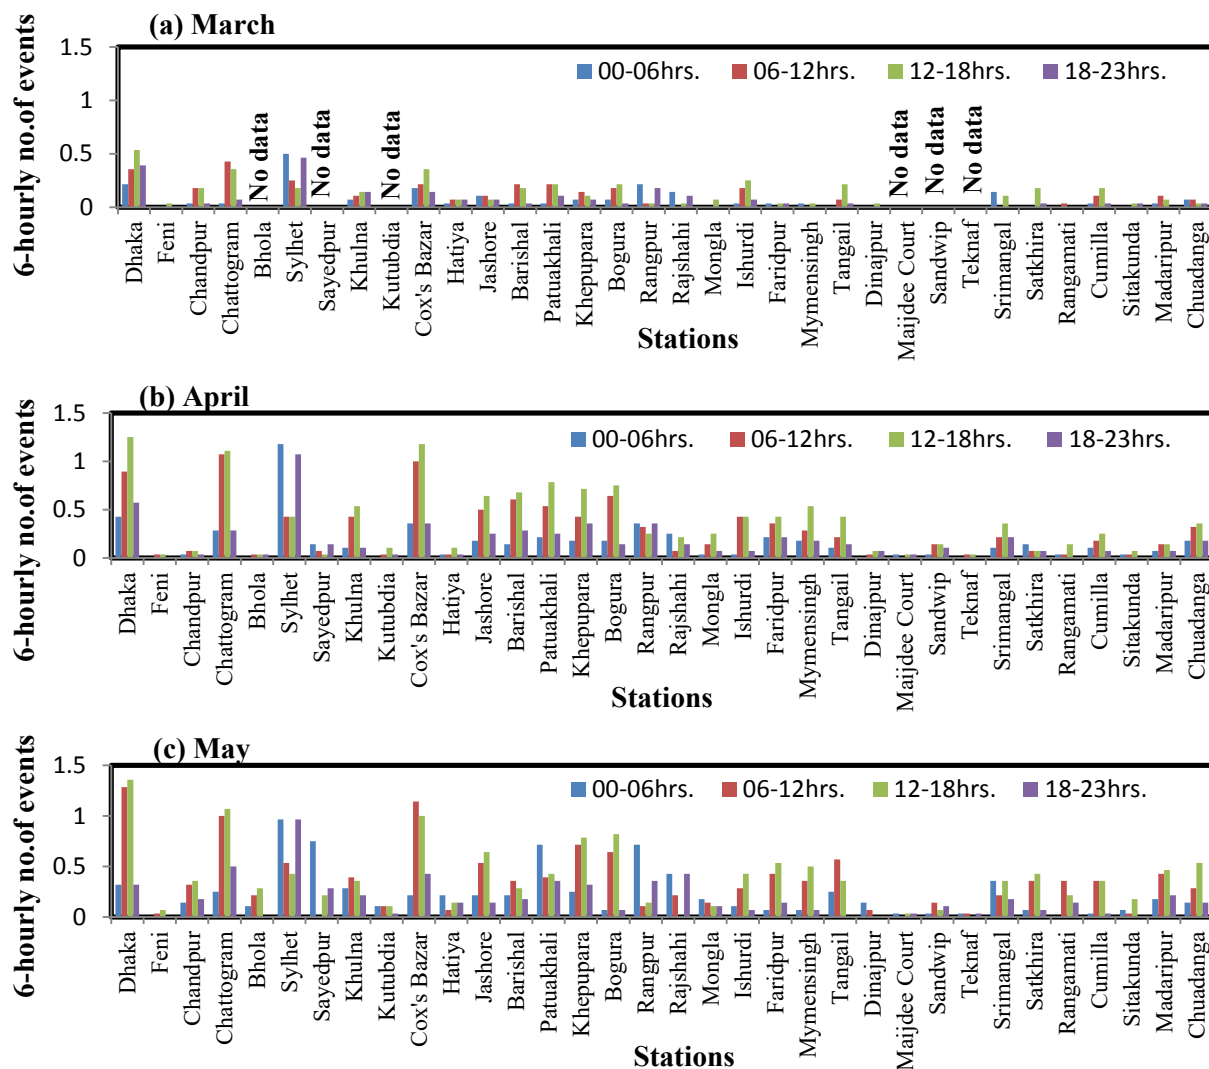 (a) March
6-hourly no.of events
1.5
1
0.5
0
00-06hrs. 06-12hrs. 12-18hrs. 18-23hrs.
No data No data No data No data No data No data
Dhaka Feni Chandpur Chattogram Bhola Sylhet Sayedpur Khulna Kutubdia Cox's Bazar Hatiya Jashore Barishal Patuakhali Khepupara Bogura Rangpur Rajshahi Mongla Ishurdi Faridpur Mymensingh Tangail Dinajpur Maijdee Court Sandwip Teknaf Srimangal Satkhira Rangamati Cumilla Sitakunda Madaripur Chuadanga
Stations
(b) April
6-hourly no.of events
1.5
1
0.5
0
00-06hrs. 06-12hrs. 12-18hrs. 18-23hrs.
Dhaka Feni Chandpur Chattogram Bhola Sylhet Sayedpur Khulna Kutubdia Cox's Bazar Hatiya Jashore Barishal Patuakhali Khepupara Bogura Rangpur Rajshahi Mongla Ishurdi Faridpur Mymensingh Tangail Dinajpur Maijdee Court Sandwip Teknaf Srimangal Satkhira Rangamati Cumilla Sitakunda Madaripur Chuadanga
Stations
(c) May
6-hourly no.of events
1.5
1
0.5
0
00-06hrs. 06-12hrs. 12-18hrs. 18-23hrs.
Dhaka Feni Chandpur Chattogram Bhola Sylhet Sayedpur Khulna Kutubdia Cox's Bazar Hatiya Jashore Barishal Patuakhali Khepupara Bogura Rangpur Rajshahi Mongla Ishurdi Faridpur Mymensingh Tangail Dinajpur Maijdee Court Sandwip Teknaf Srimangal Satkhira Rangamati Cumilla Sitakunda Madaripur Chuadanga
Stations